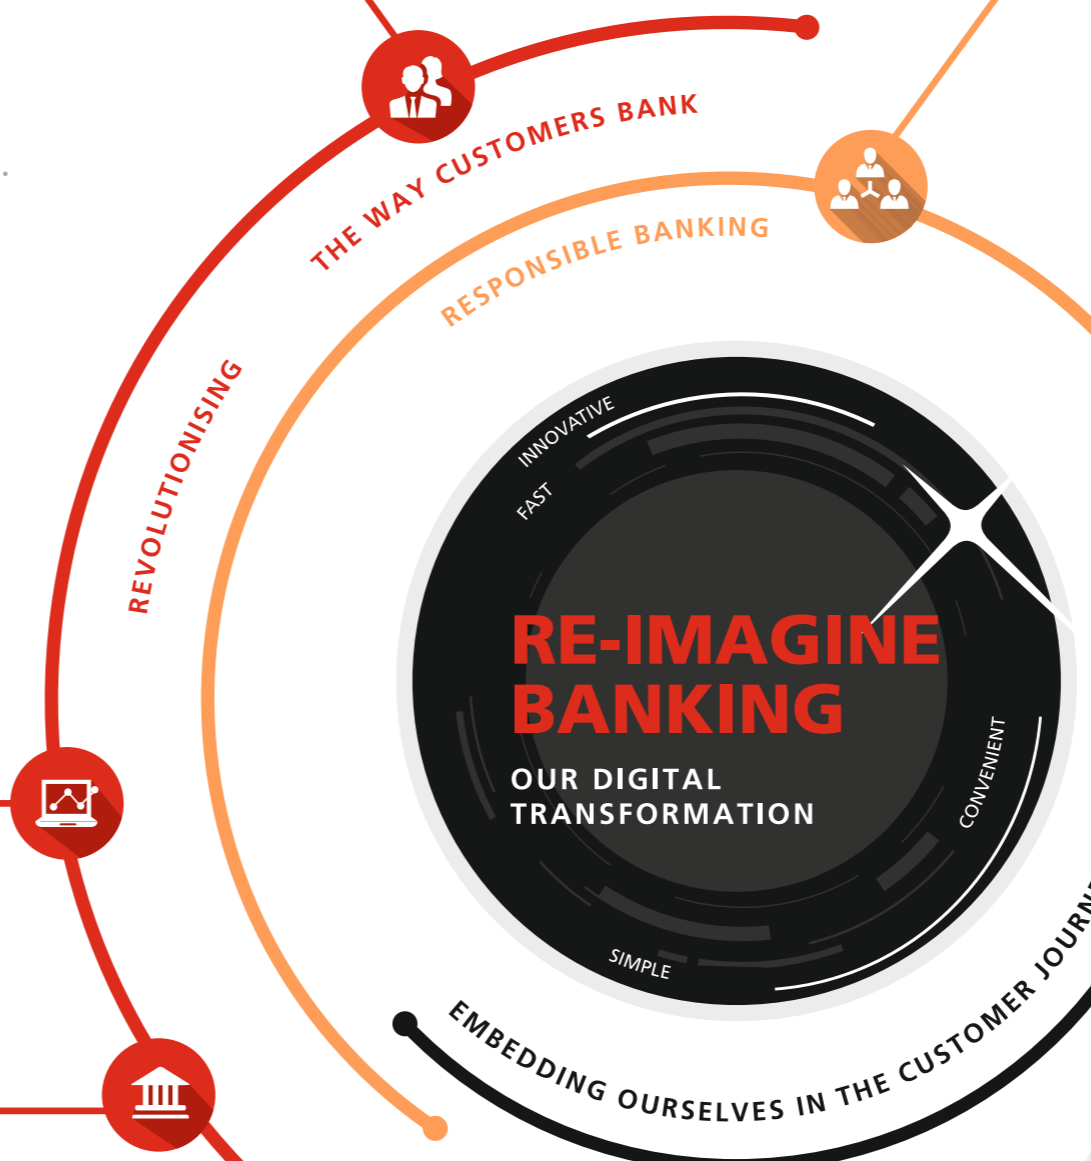 THE WAY CUSTOMERS BANK
RESPONSIBLE BANKING
REVOLUTIONISING
INNOVATIVE
FAST
RE-IMAGINE
BANKING
OUR DIGITAL
TRANSFORMATION
CONVENIENT
SIMPLE
EMBEDDING OURSELVES IN THE CUSTOMER